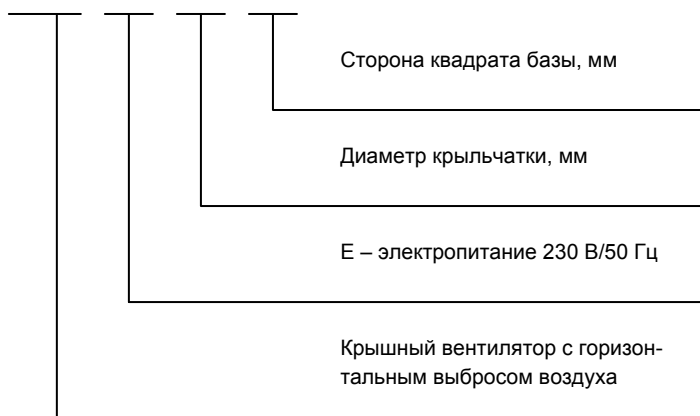 Сторона квадрата базы, мм
Диаметр крыльчатки, мм
Е – электропитание 230 В/50 Гц
Крышный вентилятор с горизон-
тальным выбросом воздуха